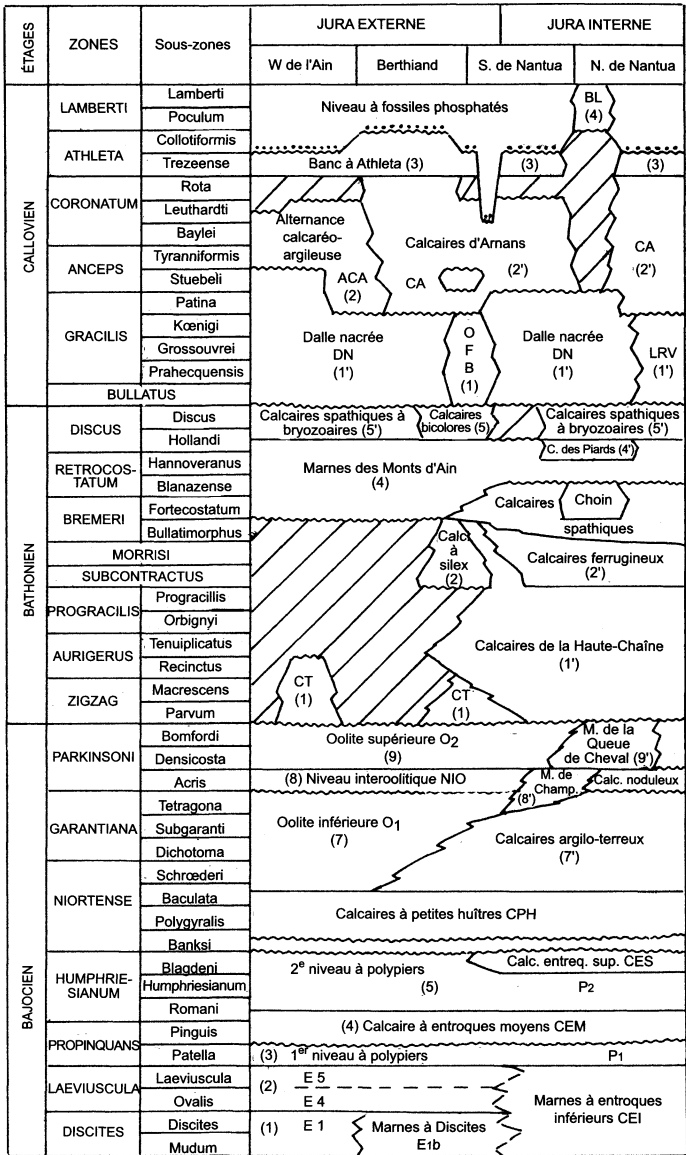 ÉTAGES
ZONES
Sous-zones
JURA EXTERNE
JURA INTERNE
W de l'Ain
Berthiand
S. de Nantua
N. de Nantua
CALLOVIEN
LAMBERTI
Lamberti
Poculum
Niveau à fossiles phosphatés
BL
(4)
ATHLETA
Collotiformis
Trezeense
Banc à Athleta (3)
(3)
(3)
CORONATUM
Rota
Leuthardti
Baylei
Alternance
calcaréo-
argileuse
Calcaires d'Arnans
(2')
CA
(2')
ANCEPS
Tyranniformis
Stuebeli
ACA
(2)
CA
GRACILIS
Patina
Kœnigi
Grossouvrei
Prahecquensis
Dalle nacrée
DN
(1')
O
F
B
(1)
Dalle nacrée
DN
(1')
LRV
(1')
BULLATUS
BATHONIEN
DISCUS
Discus
Hollandi
Calcaires spathiques à
bryozoaires (5')
Calcaires
bicolores (5)
Calcaires spathiques
à bryozoaires (5')
C. des Piards (4')
RETROCOS-
TATUM
Hannoveranus
Blanazense
Marnes des Monts d'Ain
(4)
BREMERI
Fortecostatum
Bullatimorphus
Calcaires
Choin
spathiques
MORRISI
SUBCONTRACTUS
Calc.
à
silex
(2)
Calcaires ferrugineux
(2')
PROGRACILIS
Progracillis
Orbignyi
AURIGERUS
Tenuiplicatus
Recinctus
Calcaires de la Haute-Chaîne
(1')
ZIGZAG
Macrescens
Parvum
CT
(1)
CT
(1)
BAJOCIEN
PARKINSONI
Bomfordi
Densicosta
Acris
Oolite supérieure O2
(9)
M. de la
Queue
de Cheval (9')
(8) Niveau interoolitique NIO
M. de
Champ.
(8')
Calc. noduleux
GARANTIANA
Tetragona
Subgaranti
Dichotoma
Oolite inférieure O1
(7)
Calcaires argilo-terreux
(7')
NIORTENSE
Schrœderi
Baculata
Polygyralis
Banksi
Calcaires à petites huîtres CPH
HUMPHRIE-
SIANUM
Blagdeni
Humphriesianum
Romani
2e niveau à polypiers
(5)
Calc. entreq. sup. CES
P2
PROPINQUANS
Pinguis
Patella
(4) Calcaire à entroques moyens CEM
(3) 1er niveau à polypiers
P1
LAEVIUSCULA
Laeviuscula
Ovalis
(2)
E 5
E 4
Marnes à entroques
inférieurs CEI
DISCITES
Discites
Mudum
(1)
E 1
Marnes à Discites
E1b